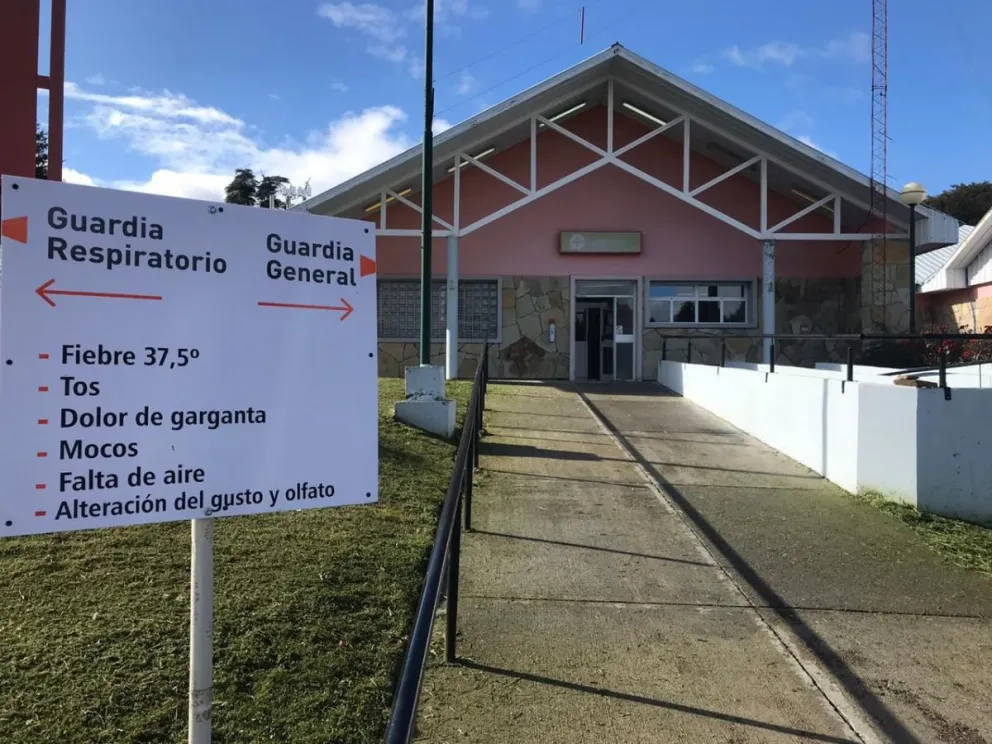 Guardia
Respiratorio
Guardia
General
- Fiebre 37,5º
- Tos
- Dolor de garganta
- Mocos
- Falta de aire
- Alteración del gusto y olfato